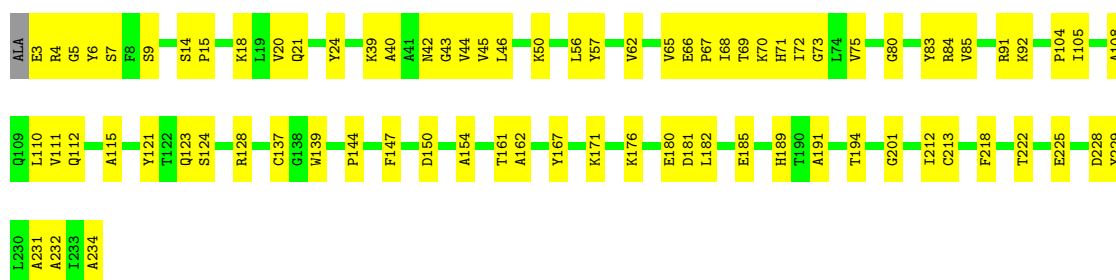 ALA E3 R4 G5 Y6 S7 F8 S9 S14 P15 K18 L19 V20 Q21 Y24 K39 A40 A41 N42 G43 V44 V45 L46 K50 L56 Y57 V62 V65 E66 P67 I68 T69 K70 H71 I72 G73 L74 V75 G80 Y83 R84 V85 R91 K92 P104 I105 A108
Q109 L110 V111 Q112 A115 Y121 T122 Q123 S124 R128 C137 G138 W139 P144 F147 D150 A154 T161 A162 Y167 K171 K176 E180 D181 L182 E185 H189 T190 A191 T194 G201 I212 C213 F218 T222 E225 D228 Y229
L230 A231 A232 I233 A234